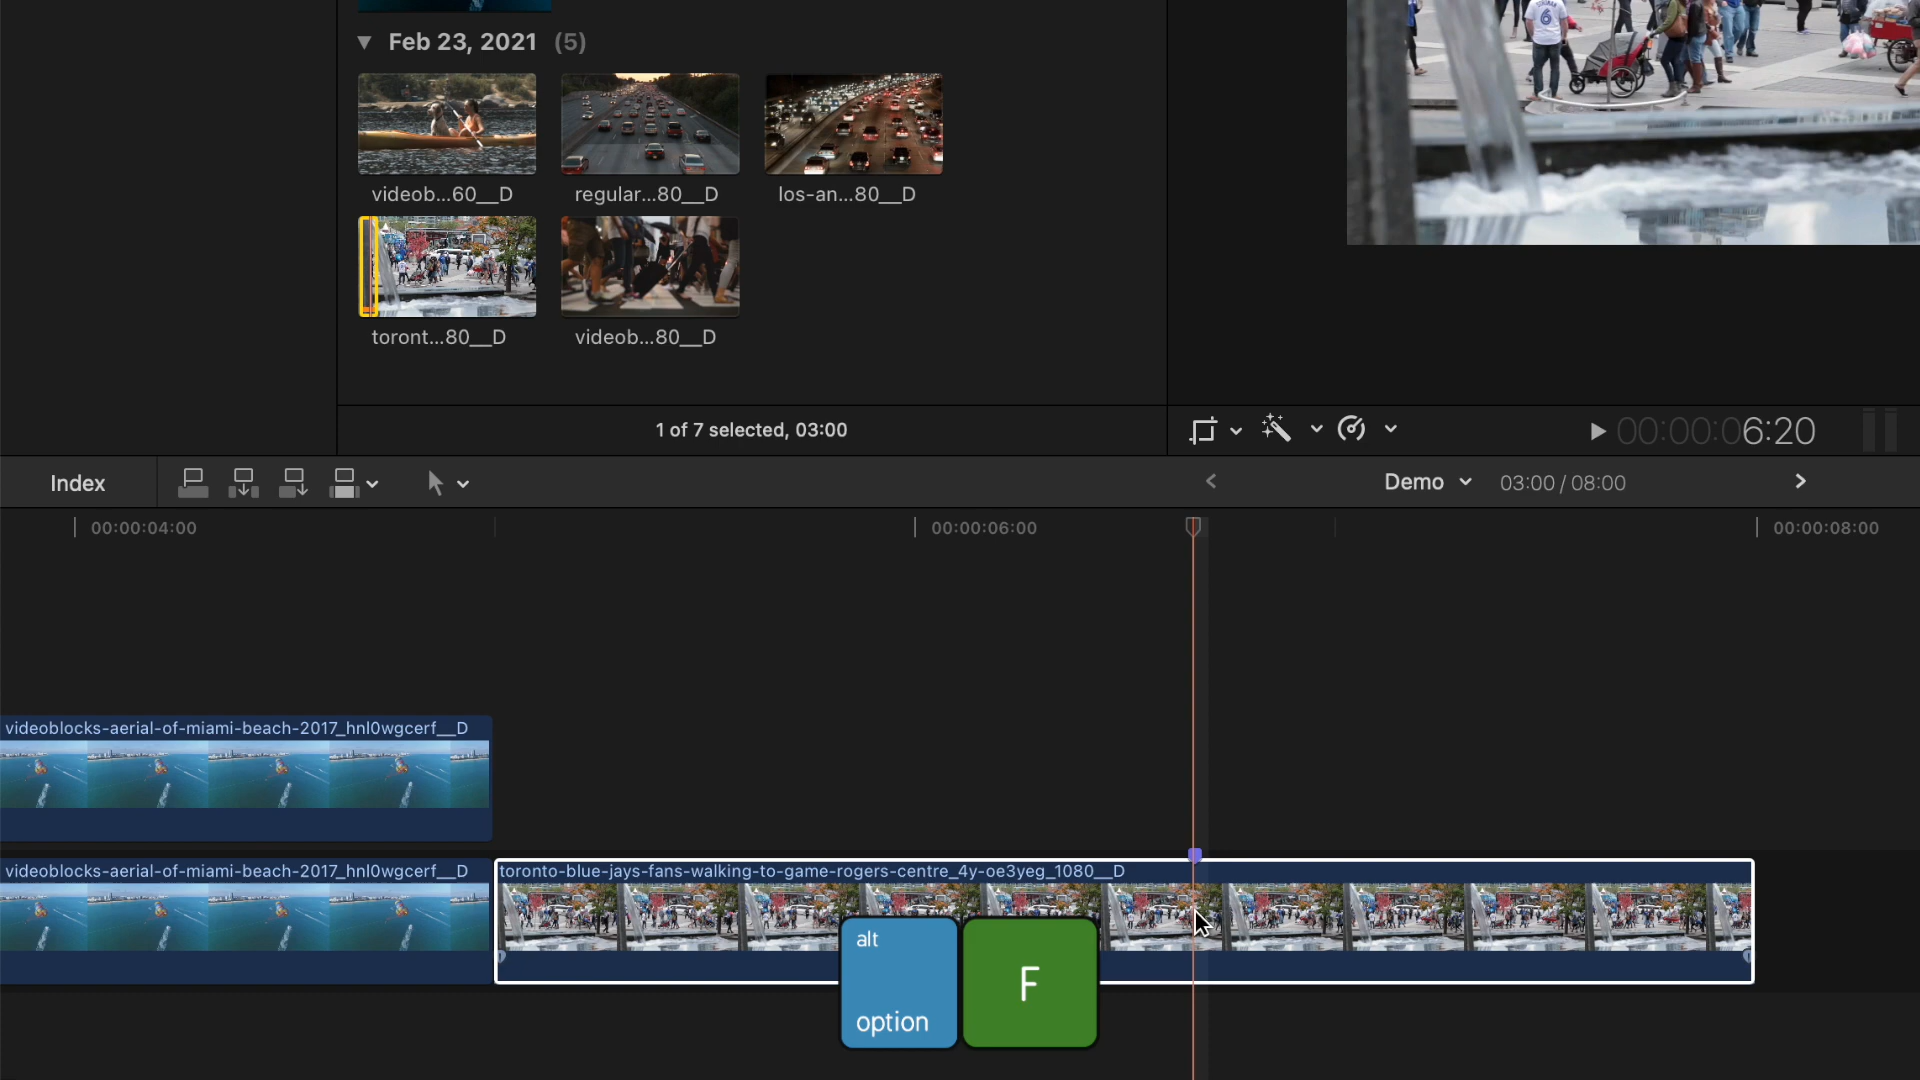 Feb 23, 2021 (5)
videob...60__D
regular...80__D
los-an...80__D
toront...80__D
videob...80__D
1 of 7 selected, 03:00
00:00:06:20
Index
Demo
03:00 / 08:00
00:00:04:00
00:00:06:00
00:00:08:00
videoblocks-aerial-of-miami-beach-2017_hnl0wgcerf__D
videoblocks-aerial-of-miami-beach-2017_hnl0wgcerf__D
toronto-blue-jays-fans-walking-to-game-rogers-centre_4y-oe3yeg_1080__D
alt
option
F
6